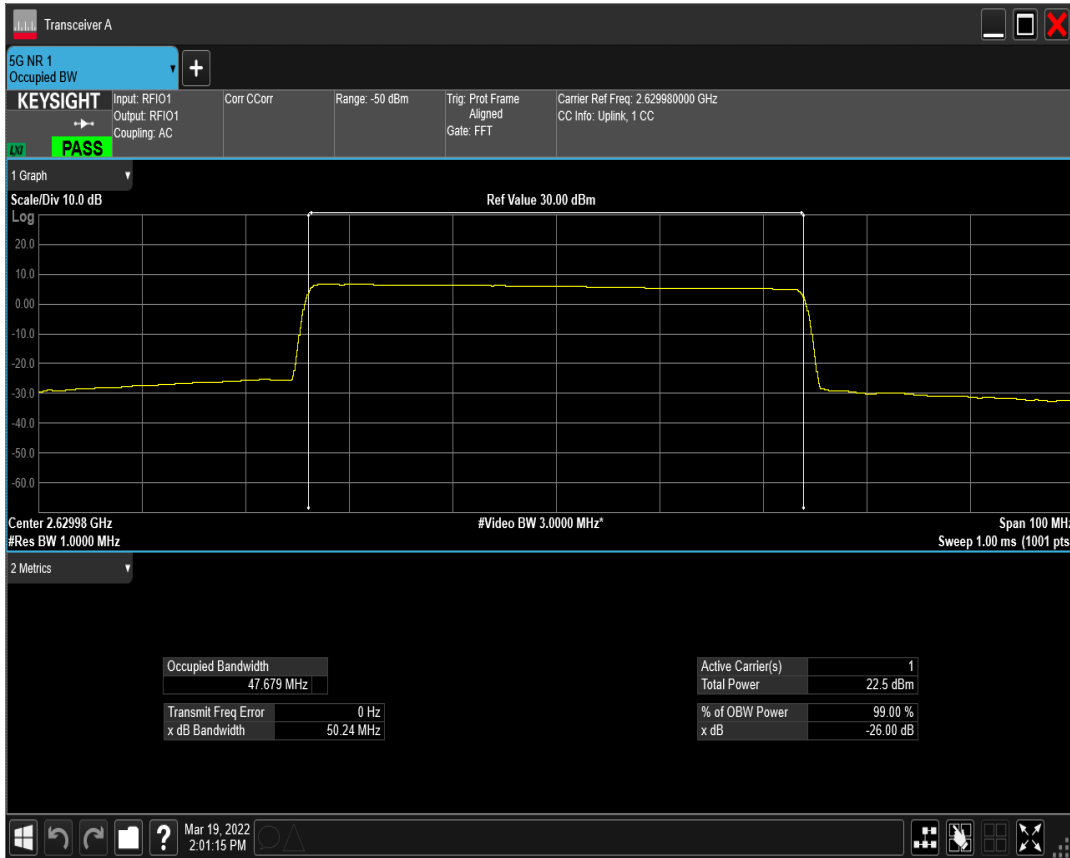 Transceiver A
5G NR 1
Occupied BW
+
KEYSIGHT
LXI
PASS
Input: RFIO1
Output: RFIO1
Coupling: AC
Corr CCorr
Range: -50 dBm
Trig: Prot Frame
Aligned
Gate: FFT
Carrier Ref Freq: 2.629980000 GHz
CC Info: Uplink, 1 CC
1 Graph
Scale/Div 10.0 dB
Ref Value 30.00 dBm
Log
20.0
10.0
0.00
-10.0
-20.0
-30.0
-40.0
-50.0
-60.0
Center 2.62998 GHz
#Video BW 3.0000 MHz*
Span 100 MHz
#Res BW 1.0000 MHz
Sweep 1.00 ms (1001 pts
2 Metrics
Occupied Bandwidth
47.679 MHz
Transmit Freq Error 0 Hz
x dB Bandwidth 50.24 MHz
Active Carrier(s) 1
Total Power 22.5 dBm
% of OBW Power 99.00 %
x dB -26.00 dB
?
Mar 19, 2022
2:01:15 PM